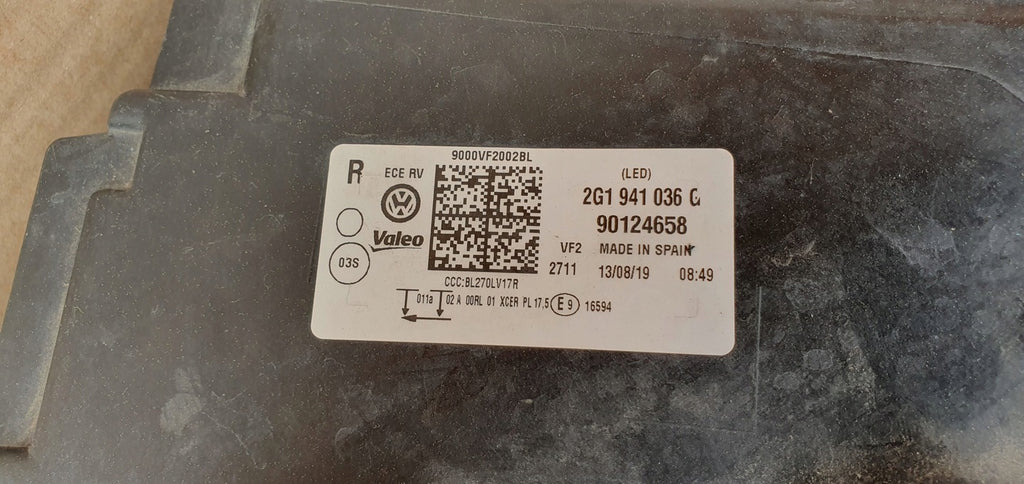 9000VF2002BL
R
ECE RV
(LED)
2G1 941 036
90124658
Valeo
03S
VF2 MADE IN SPAIN
2711 13/08/19 08:49
CCC:BL270LV17R
011a 02 A 00RL 01 XCER PL 17,5 E9 16594